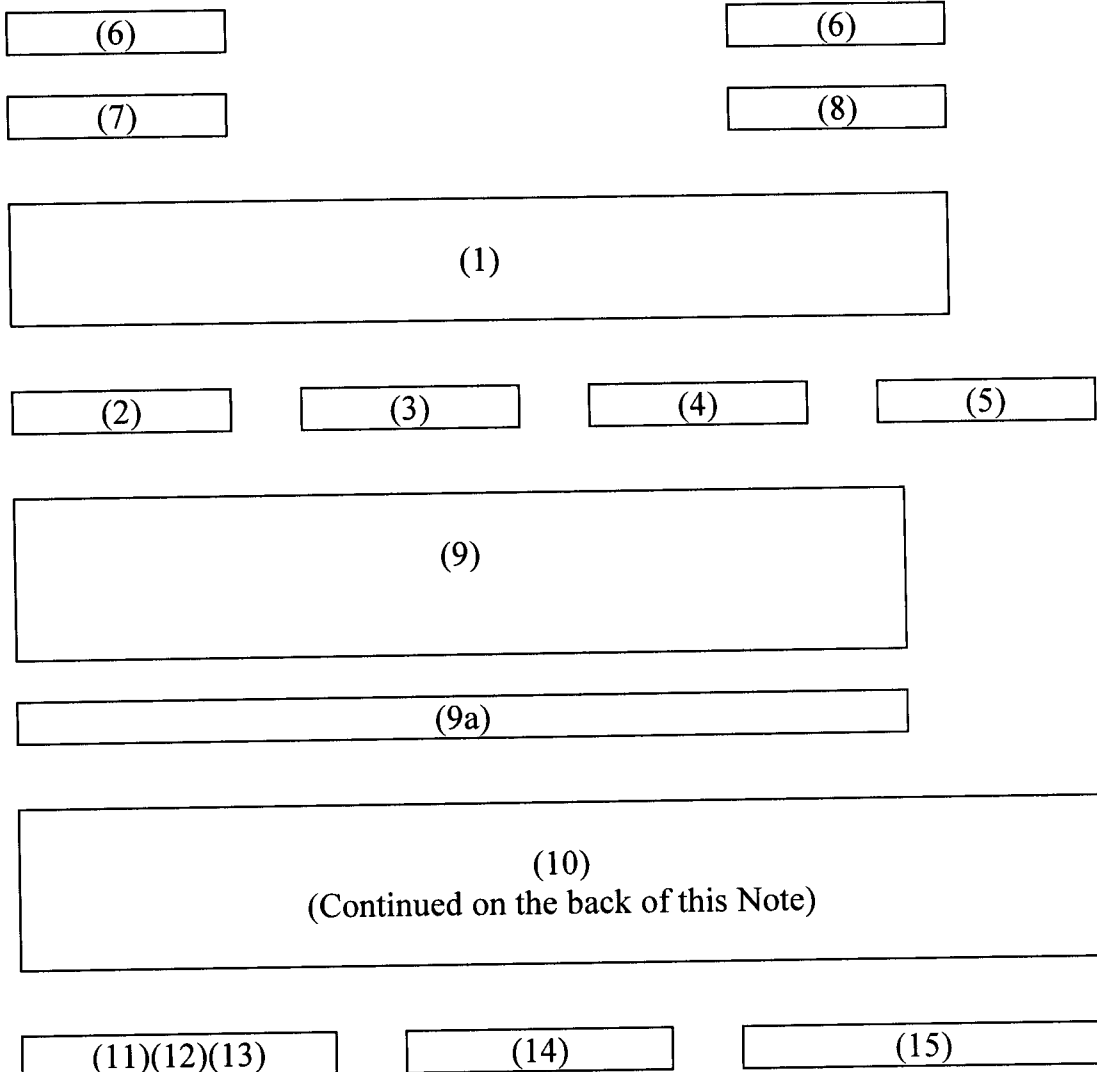 (6) (6)
(7) (8)
(1)
(2) (3) (4) (5)
(9)
(9a)
(10)
(Continued on the back of this Note)
(11)(12)(13) (14) (15)